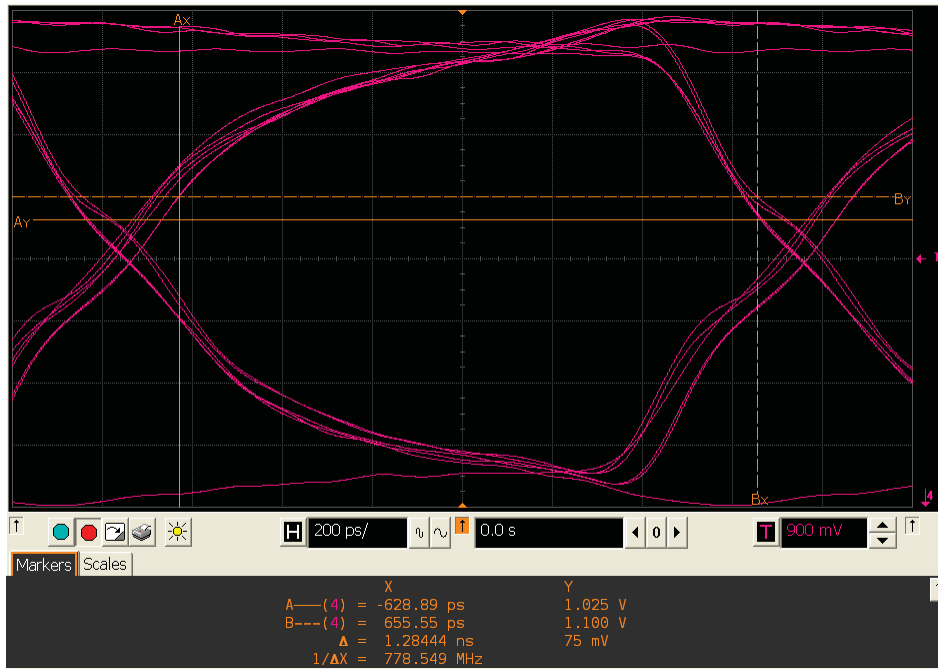 Ax
By
Ay
Bx
4
H 200 ps/ 0.0 s 0 T 900 mV
Markers Scales
X Y
A——(4) = -628.89 ps 1.025 V
B---(4) = 655.55 ps 1.100 V
Δ = 1.28444 ns 75 mV
1/ΔX = 778.549 MHz